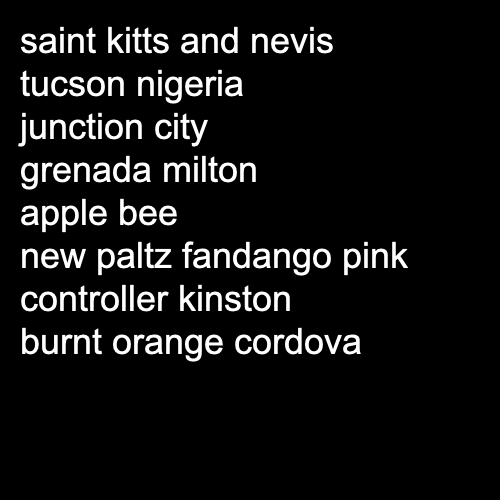 saint kitts and nevis
tucson nigeria
junction city
grenada milton
apple bee
new paltz fandango pink
controller kinston
burnt orange cordova